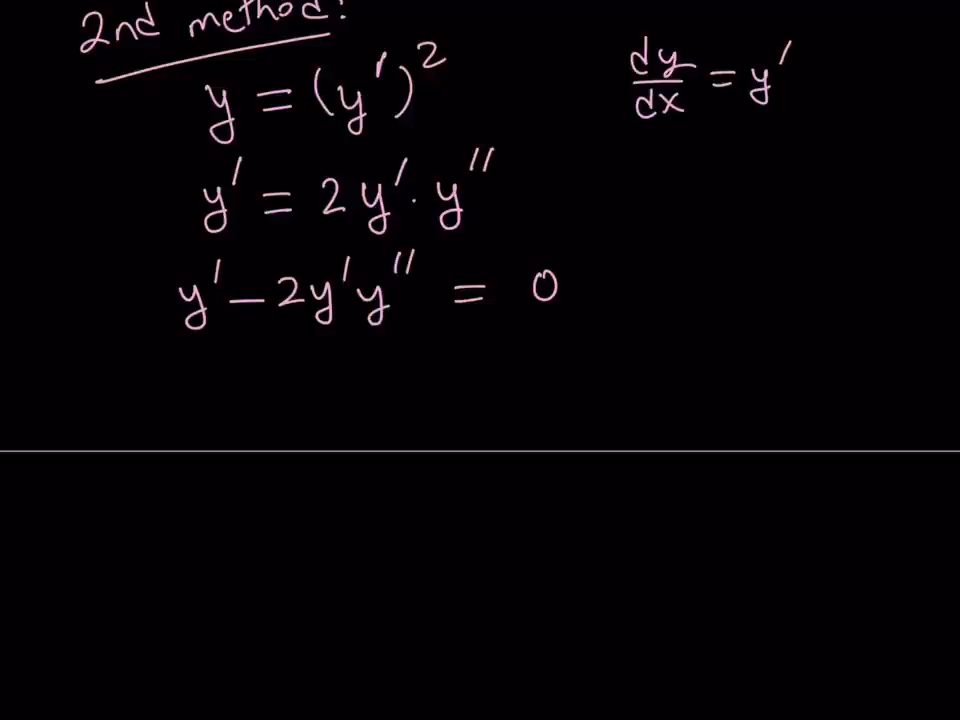 2nd method:
y = (y')²
dy/dx = y'
y' = 2y'·y''
y' - 2y'y'' = 0